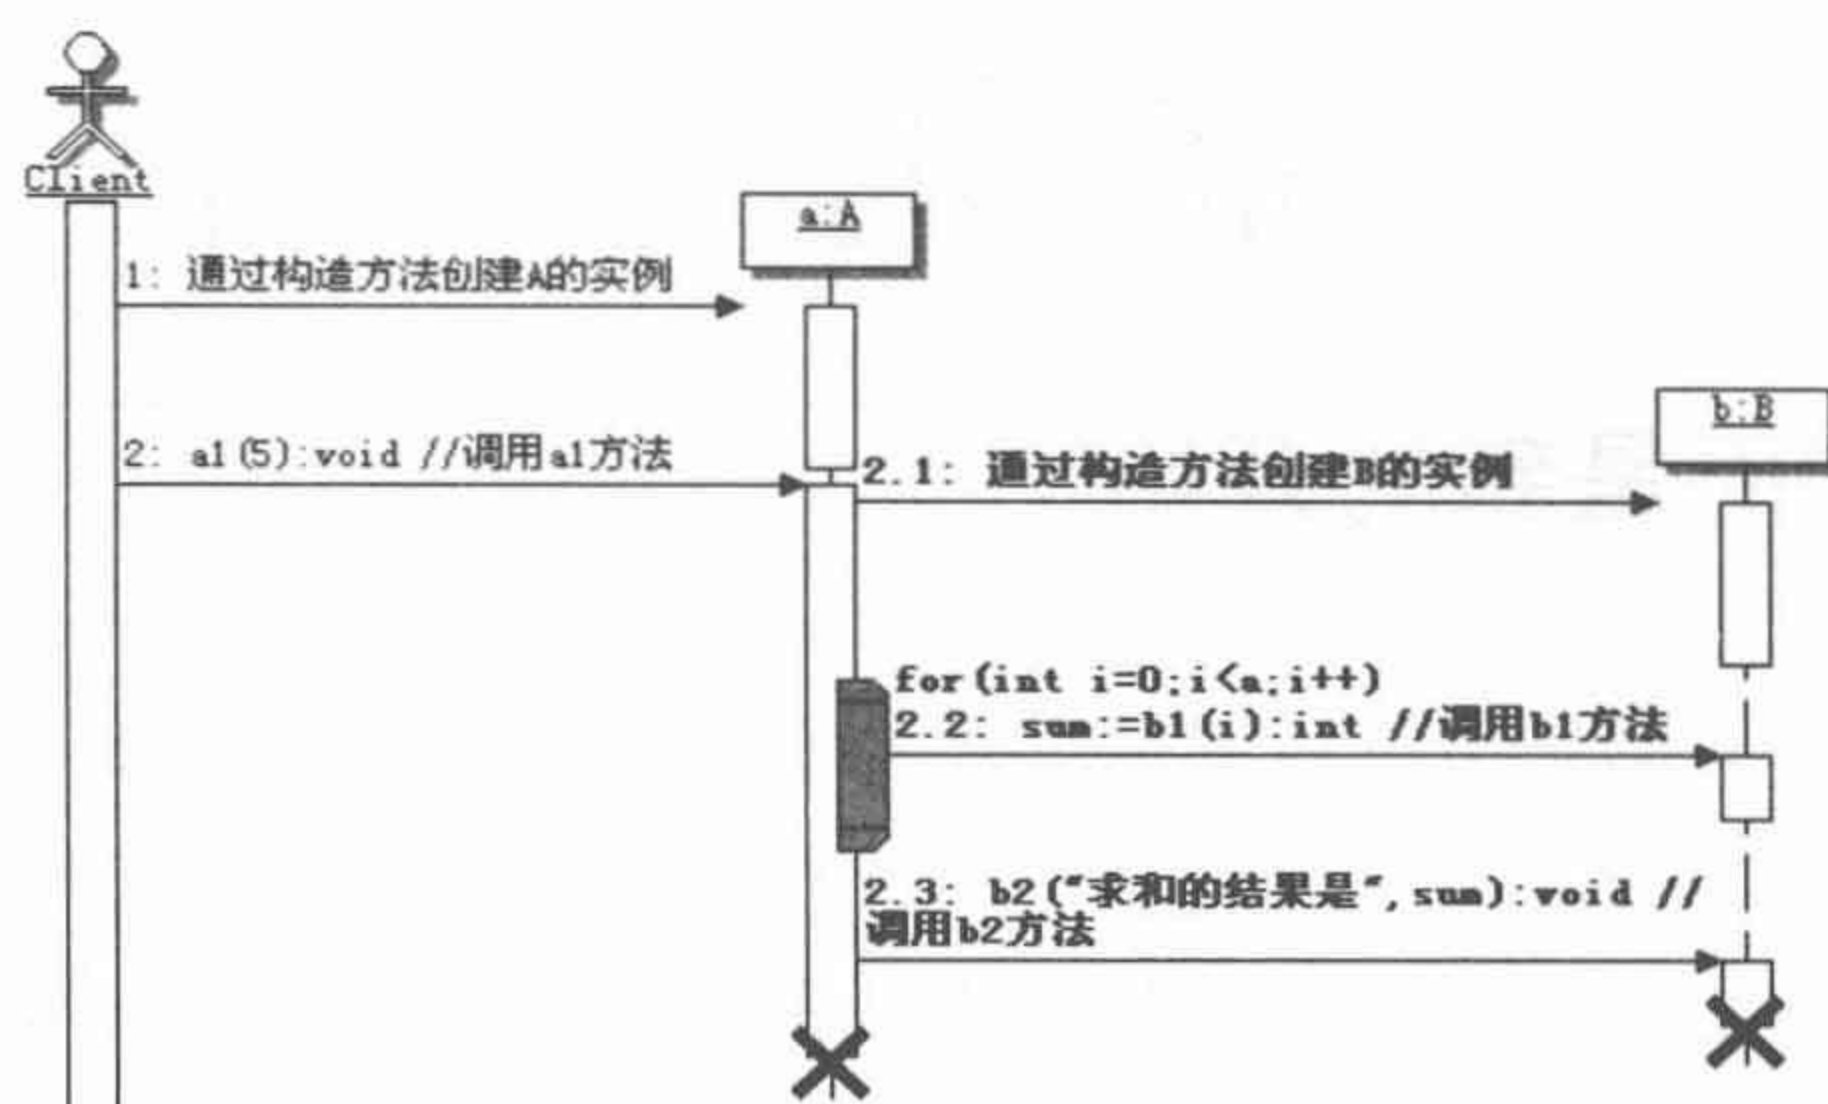 Client
a:A
1: 通过构造方法创建A的实例
b:B
2: a1(5):void //调用a1方法
2.1: 通过构造方法创建B的实例
for(int i=0;i<a;i++)
2.2: sum:=b1(i):int //调用b1方法
2.3: b2("求和的结果是",sum):void //
调用b2方法